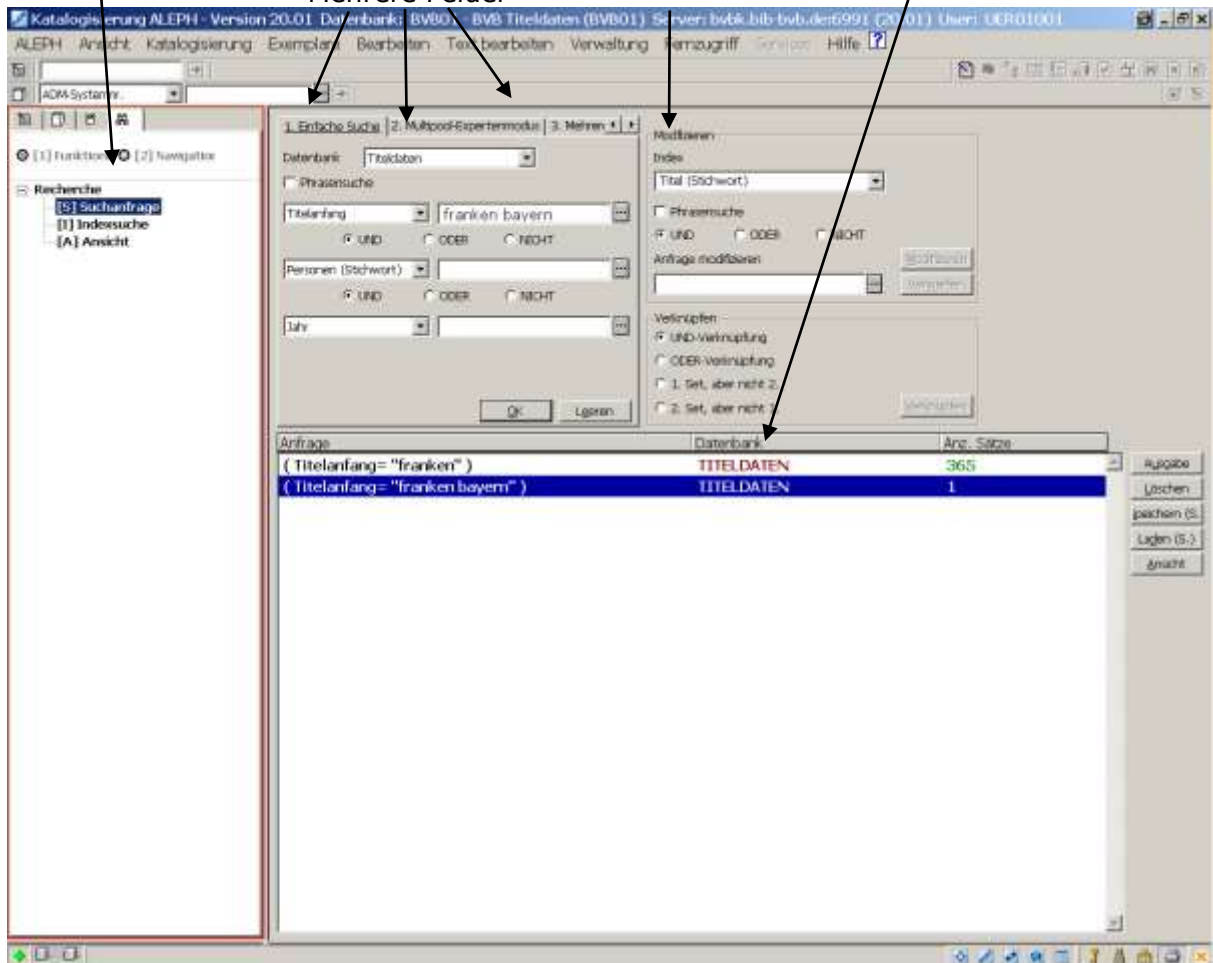 Mehrere Felder
Katalogisierung ALEPH - Version 20.01 Datenbank: BVB01 - BVB Titeldaten (BVB01) Server: bvbk.bib-bvb.de:6991 (20.01) User: UER01001
ALEPH Ansicht Katalogisierung Exemplare Bearbeiten Text bearbeiten Verwaltung Fernzugriff Services Hilfe
ADM-Systemnr.
[1] Funktion [2] Navigation
Recherche
[S] Suchanfrage
[I] Indexsuche
[A] Ansicht
1. Einfache Suche 2. Multipool-Expertenmodus 3. Mehrere
Datenbank Titeldaten
Phrasensuche
Titelanfang franken bayern
UND ODER NICHT
Personen (Stichwort)
UND ODER NICHT
Jahr
OK Leeren
Modifizieren
Index
Titel (Stichwort)
Phrasensuche
UND ODER NICHT
Anfrage modifizieren Modifizieren
Verknüpfen
UND-Verknüpfung
ODER-Verknüpfung
1. Set, aber nicht 2.
2. Set, aber nicht 1. Verknüpfen
Anfrage Datenbank Anz. Sätze
( Titelanfang= "franken" ) TITELDATEN 365
( Titelanfang= "franken bayern" ) TITELDATEN 1
Ausgabe
Löschen
peichern (S.
Laden (S.)
Ansicht